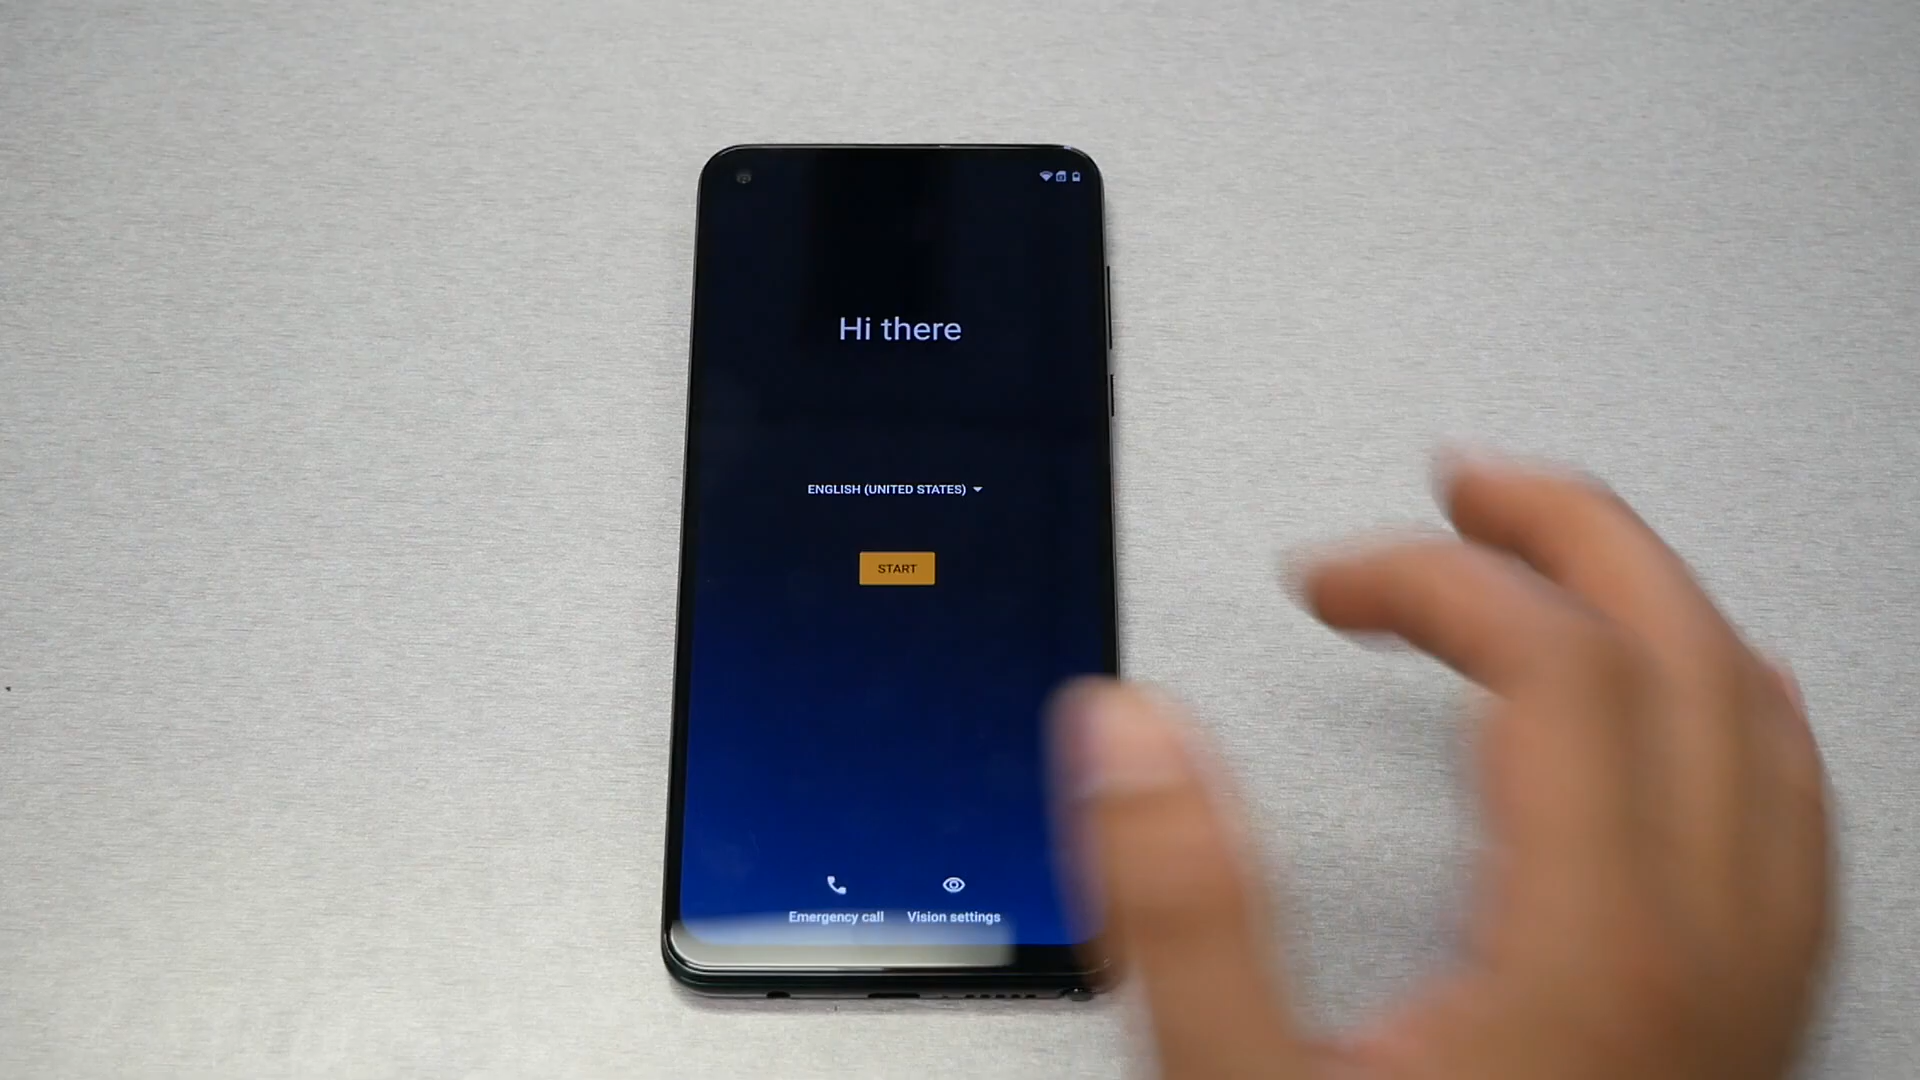 Hi there
ENGLISH (UNITED STATES)
START
Emergency call
Vision settings